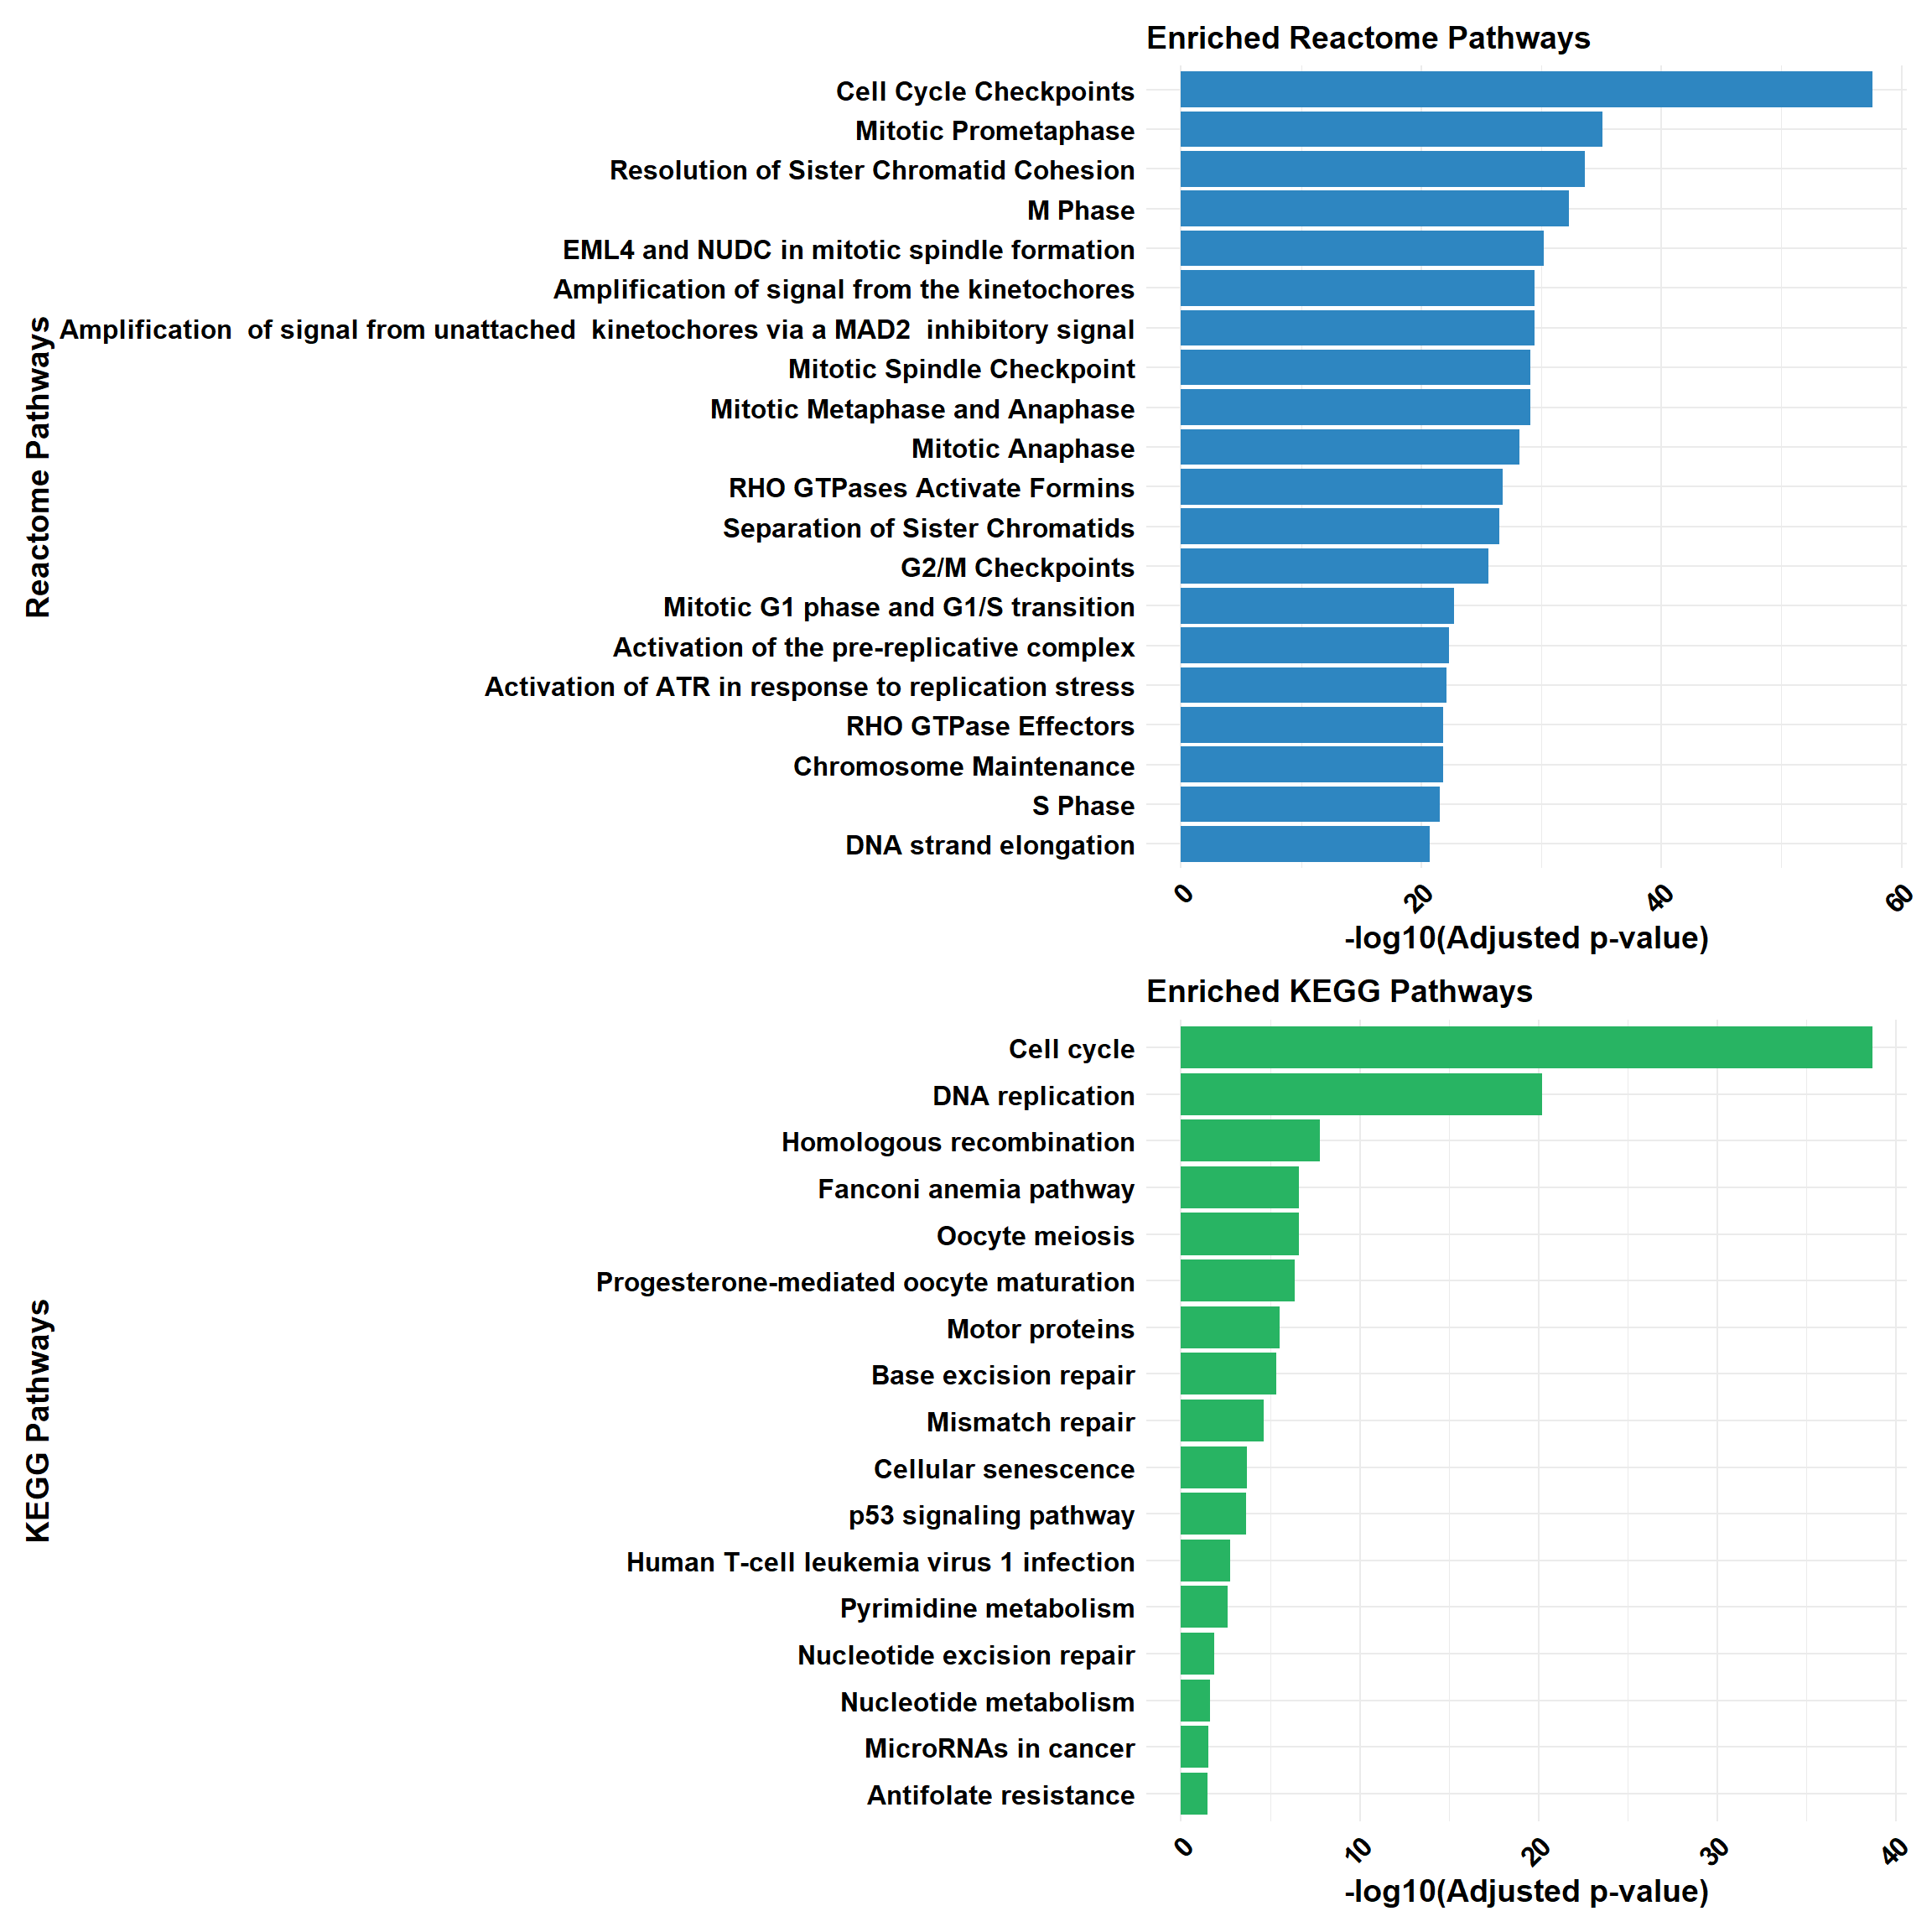 Enriched Reactome Pathways
Reactome Pathways
Cell Cycle Checkpoints
Mitotic Prometaphase
Resolution of Sister Chromatid Cohesion
M Phase
EML4 and NUDC in mitotic spindle formation
Amplification of signal from the kinetochores
Amplification  of signal from unattached  kinetochores via a MAD2  inhibitory signal
Mitotic Spindle Checkpoint
Mitotic Metaphase and Anaphase
Mitotic Anaphase
RHO GTPases Activate Formins
Separation of Sister Chromatids
G2/M Checkpoints
Mitotic G1 phase and G1/S transition
Activation of the pre-replicative complex
Activation of ATR in response to replication stress
RHO GTPase Effectors
Chromosome Maintenance
S Phase
DNA strand elongation
0 20 40 60
-log10(Adjusted p-value)
Enriched KEGG Pathways
KEGG Pathways
Cell cycle
DNA replication
Homologous recombination
Fanconi anemia pathway
Oocyte meiosis
Progesterone-mediated oocyte maturation
Motor proteins
Base excision repair
Mismatch repair
Cellular senescence
p53 signaling pathway
Human T-cell leukemia virus 1 infection
Pyrimidine metabolism
Nucleotide excision repair
Nucleotide metabolism
MicroRNAs in cancer
Antifolate resistance
0 10 20 30 40
-log10(Adjusted p-value)